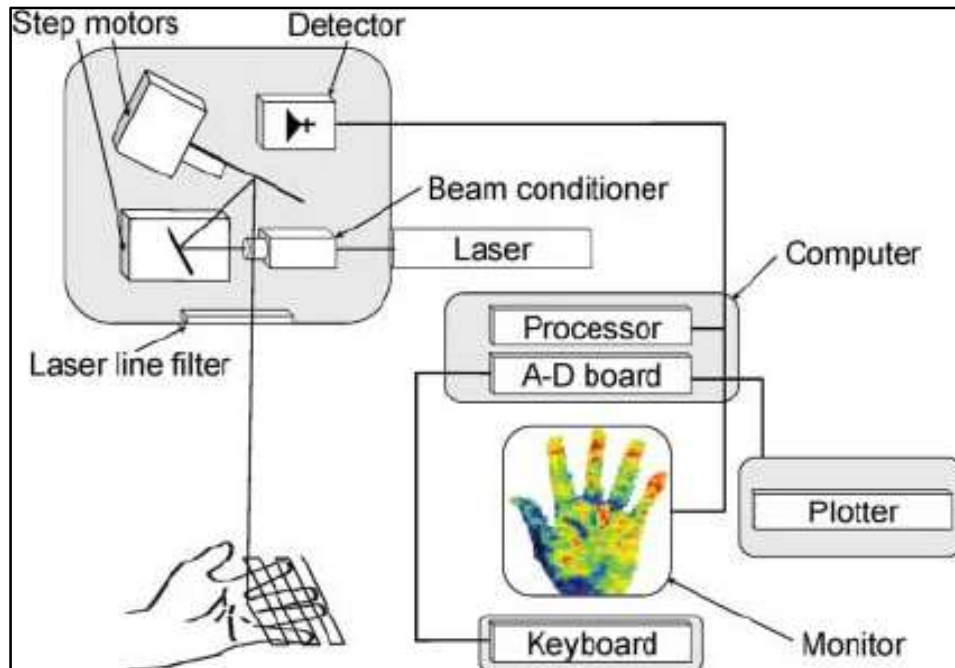 Step motors
Detector
Beam conditioner
Laser
Computer
Processor
Laser line filter
A-D board
Plotter
Keyboard
Monitor